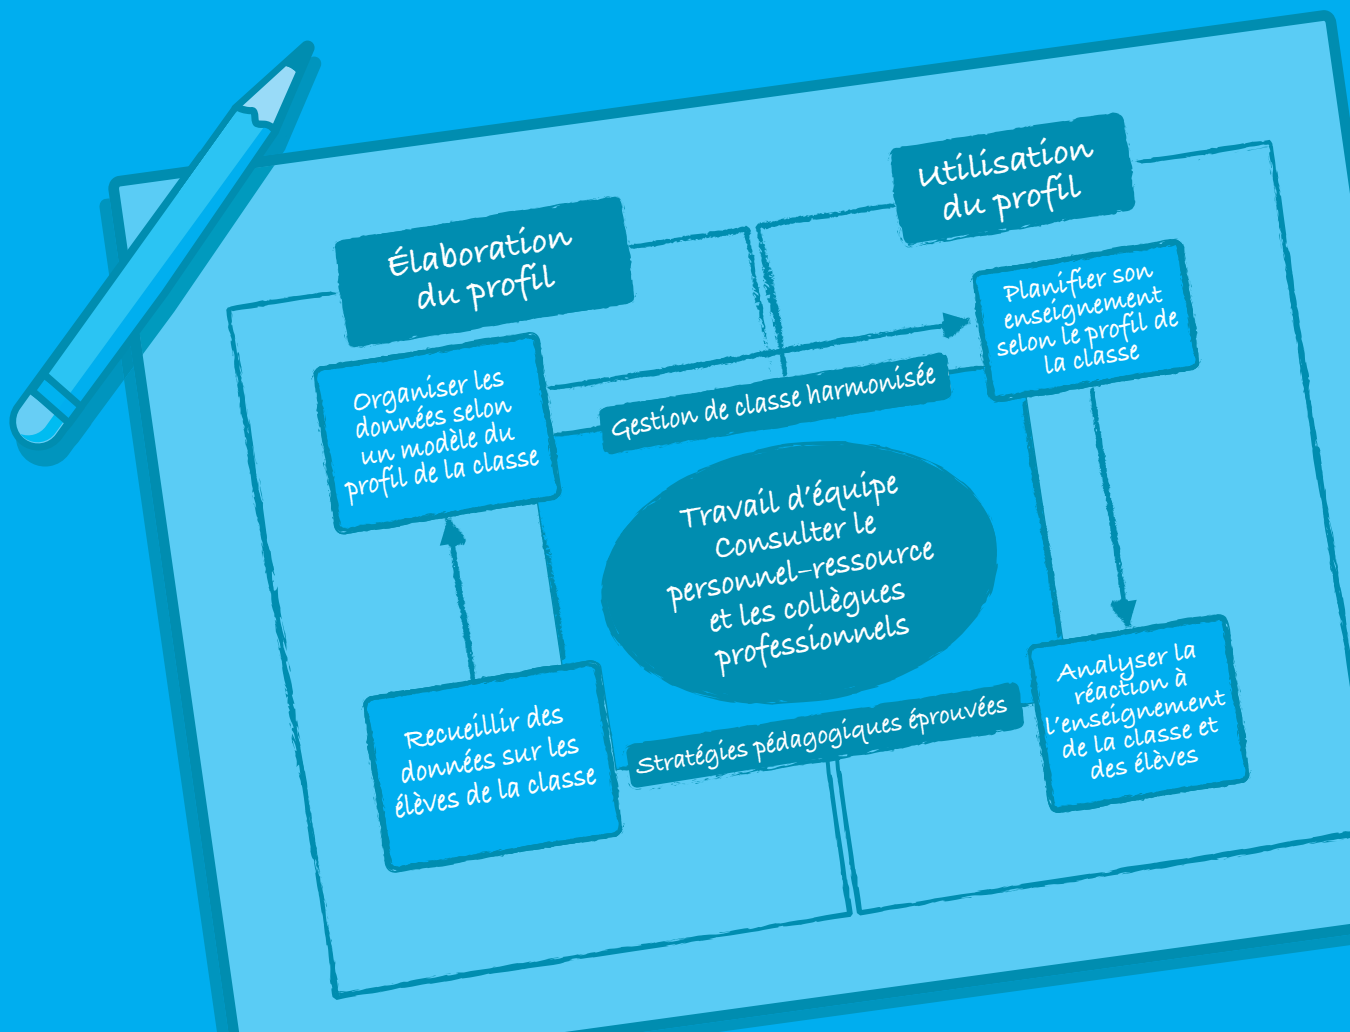 Élaboration
du profil
Utilisation
du profil
Organiser les
données selon
un modèle du
profil de la classe
Gestion de classe harmonisée
Planifier son
enseignement
selon le profil de
la classe
Travail d'équipe
Consulter le
personnel-ressource
et les collègues
professionnels
Recueillir des
données sur les
élèves de la classe
Stratégies pédagogiques éprouvées
Analyser la
réaction à
l'enseignement
de la classe et
des élèves